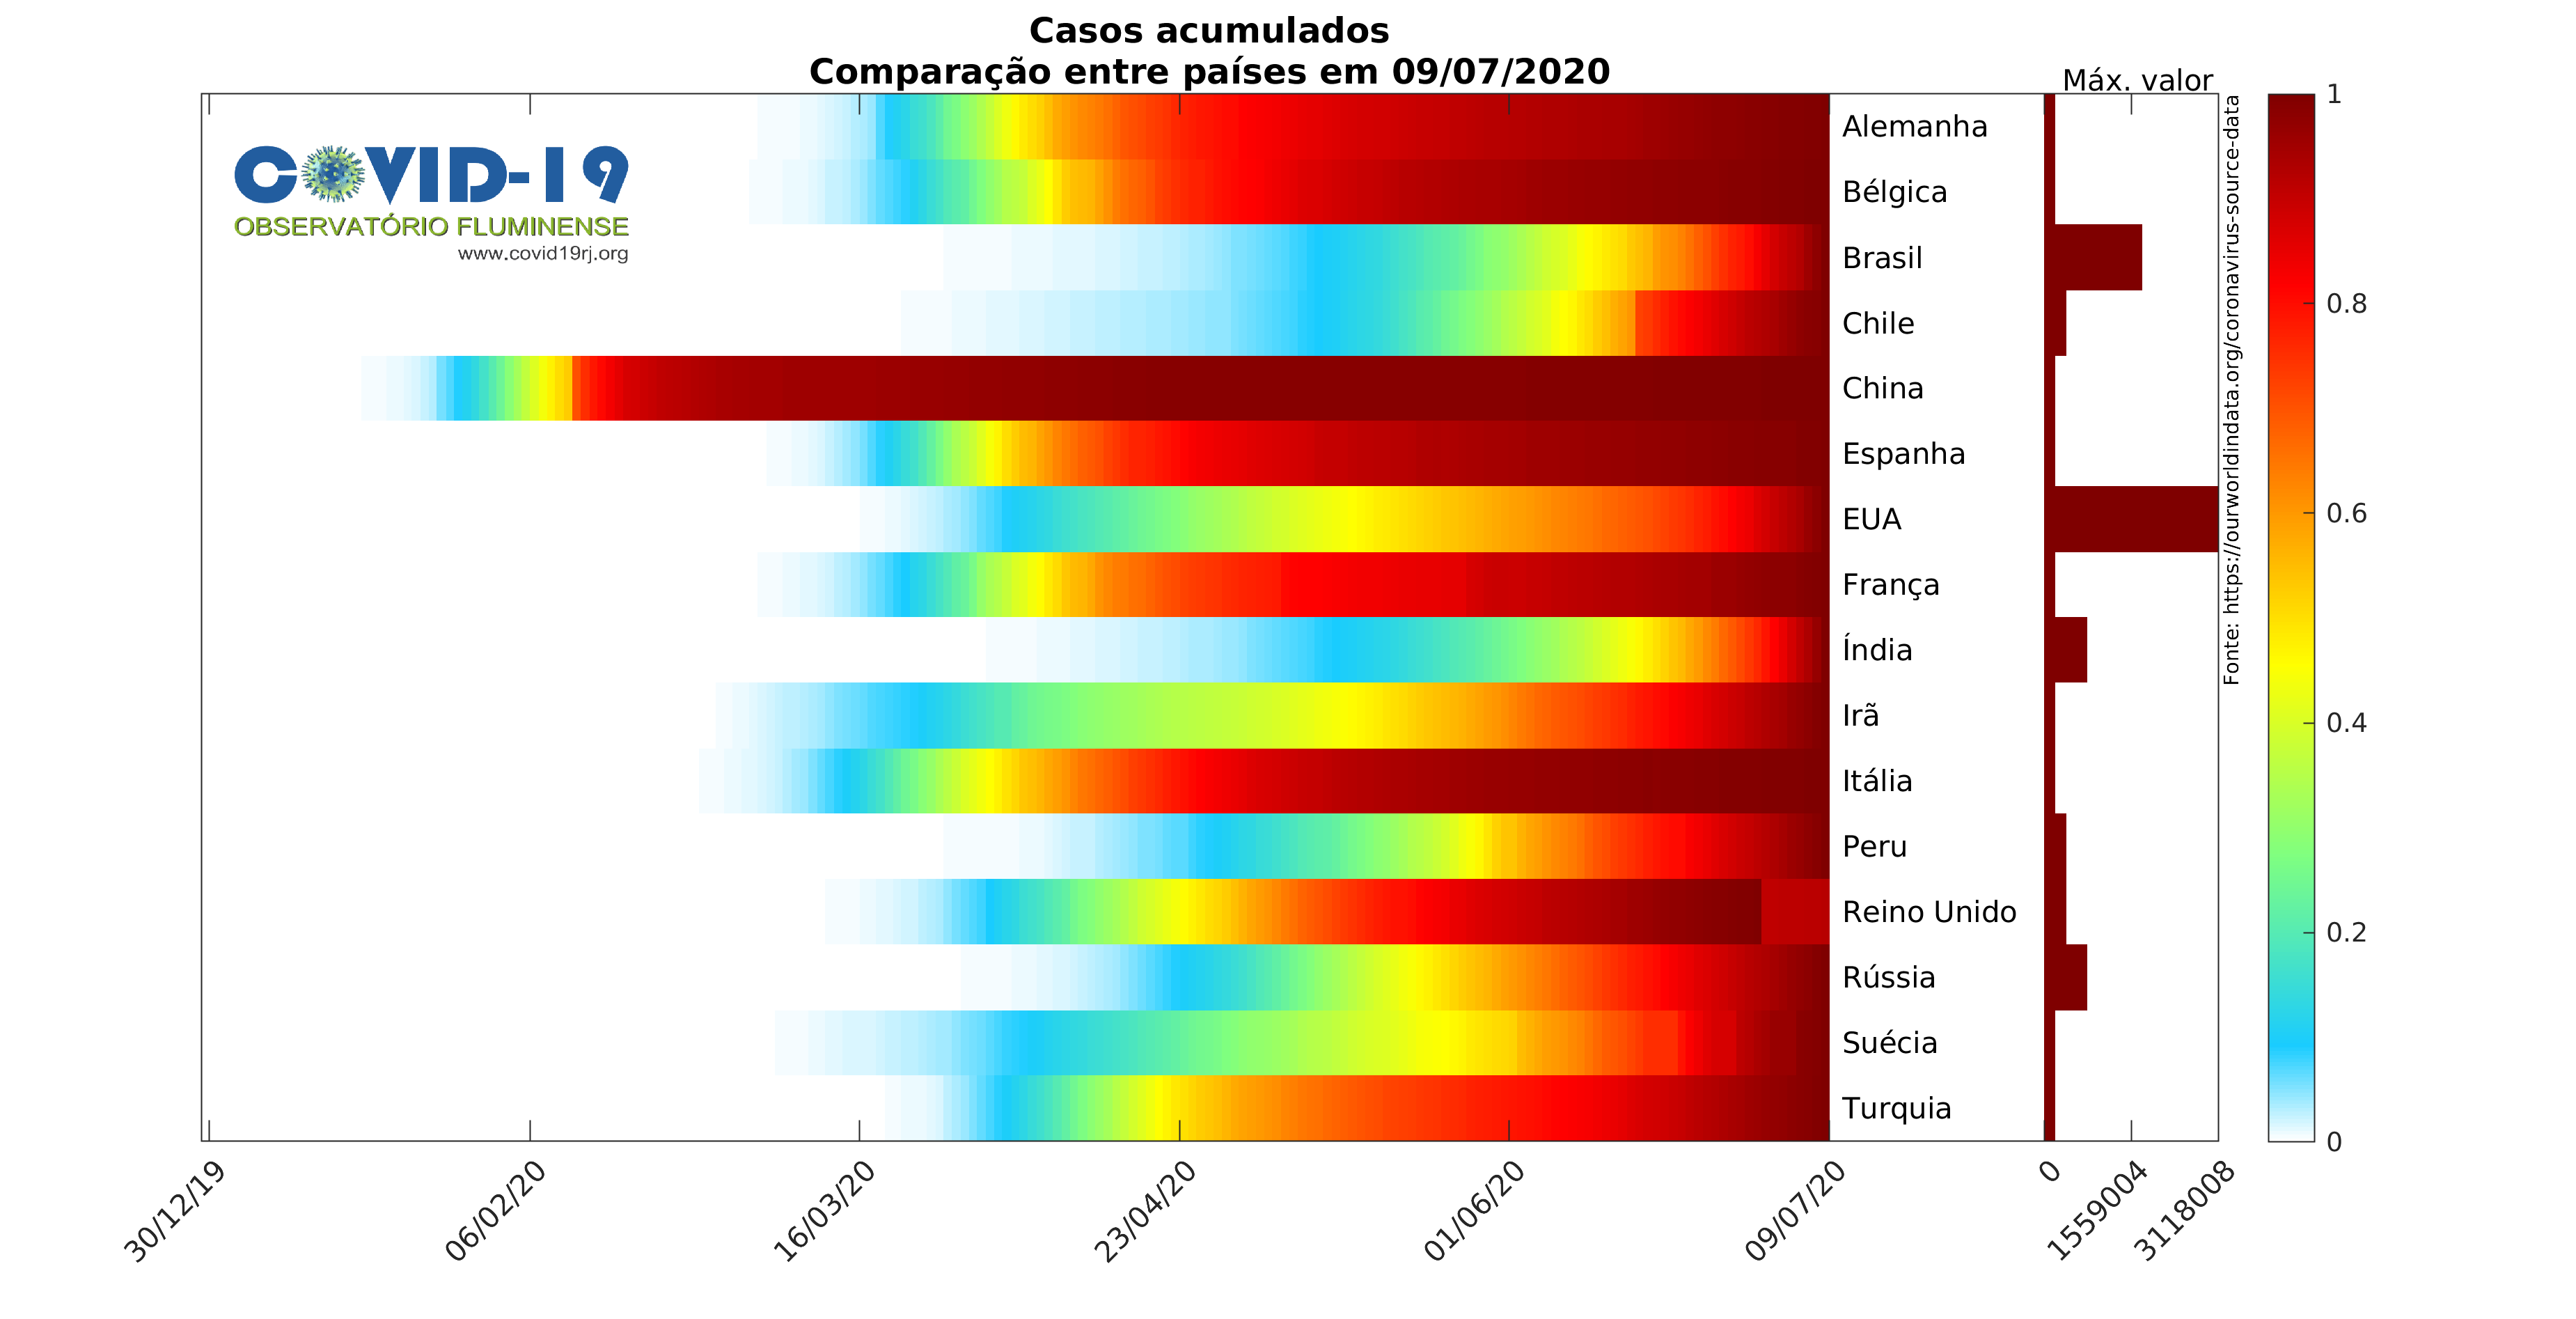 Casos acumulados
Comparação entre países em 09/07/2020
Máx. valor
COVID-19
OBSERVATÓRIO FLUMINENSE
www.covid19rj.org
Alemanha
Bélgica
Brasil
Chile
China
Espanha
EUA
França
Índia
Irã
Itália
Peru
Reino Unido
Rússia
Suécia
Turquia
Fonte: https://ourworldindata.org/coronavirus-source-data
1
0.8
0.6
0.4
0.2
0
30/12/19
06/02/20
16/03/20
23/04/20
01/06/20
09/07/20
0
1559004
3118008